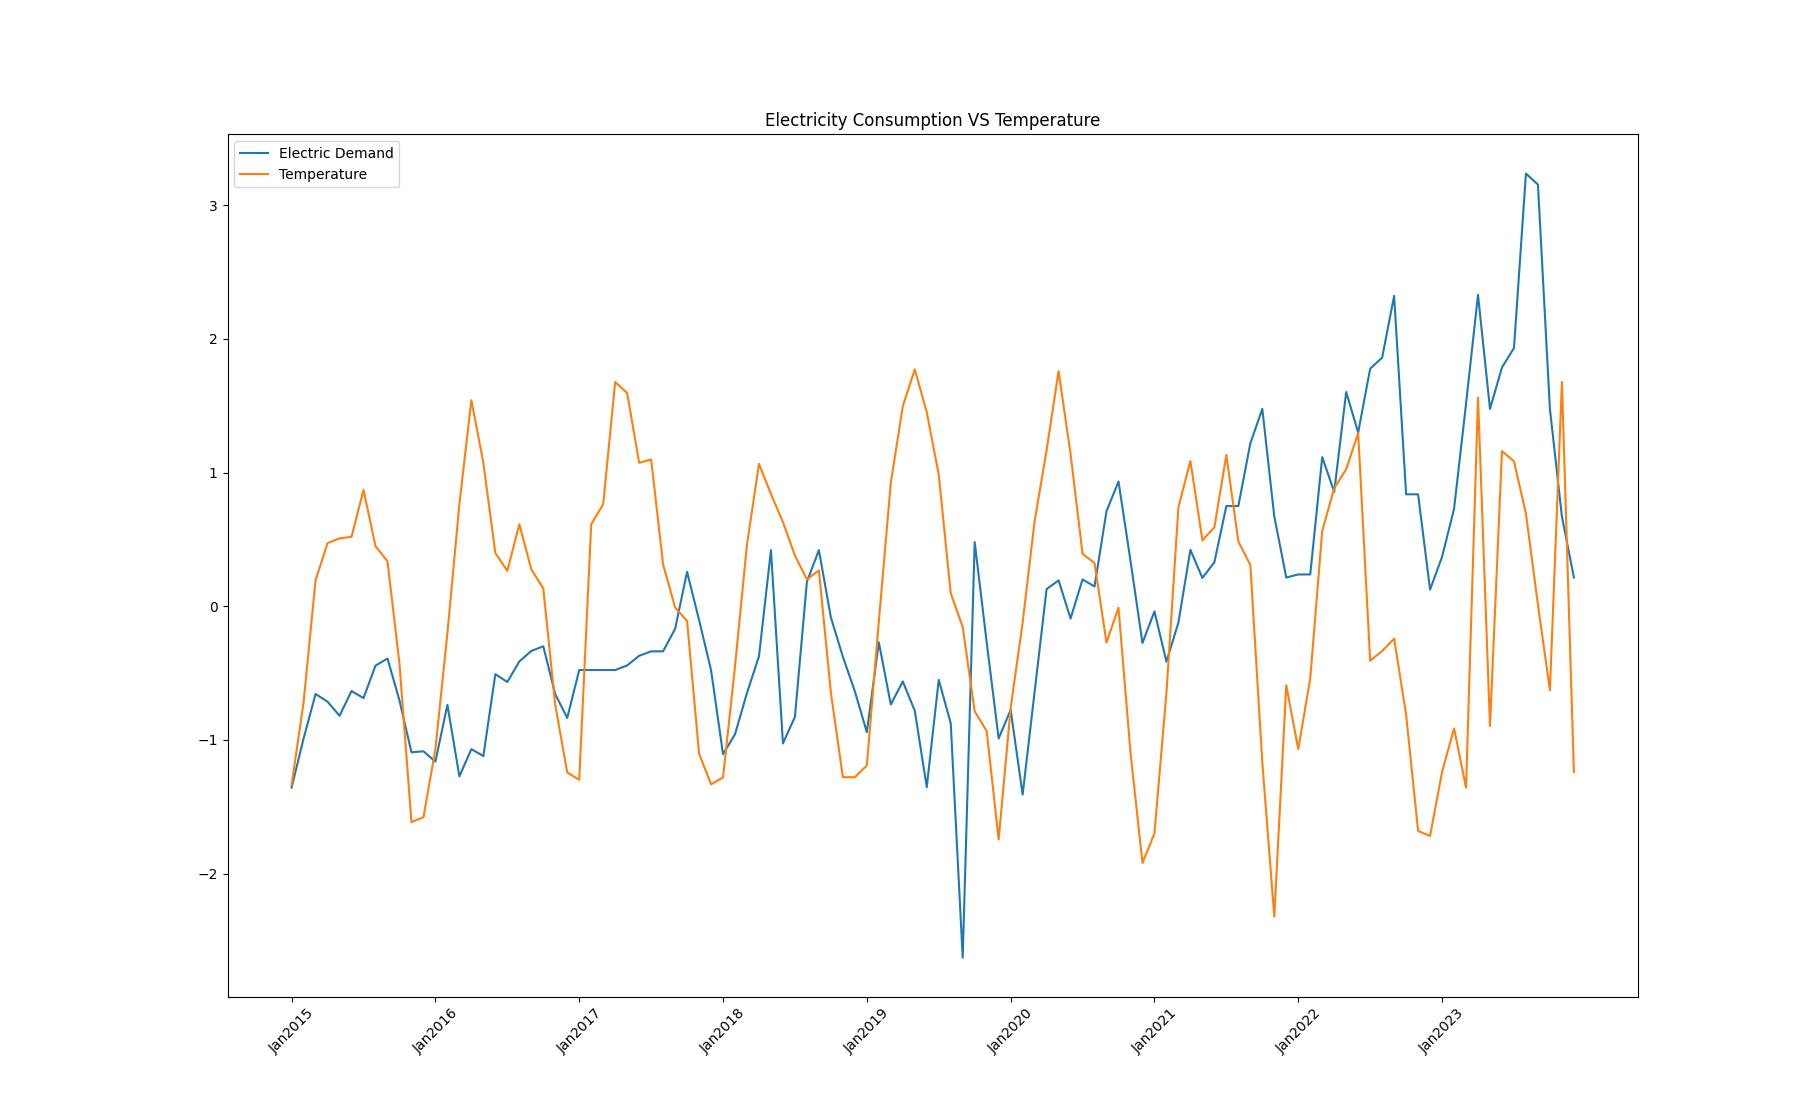 Electricity Consumption VS Temperature
Electric Demand
Temperature
3
2
1
0
−1
−2
Jan2015
Jan2016
Jan2017
Jan2018
Jan2019
Jan2020
Jan2021
Jan2022
Jan2023